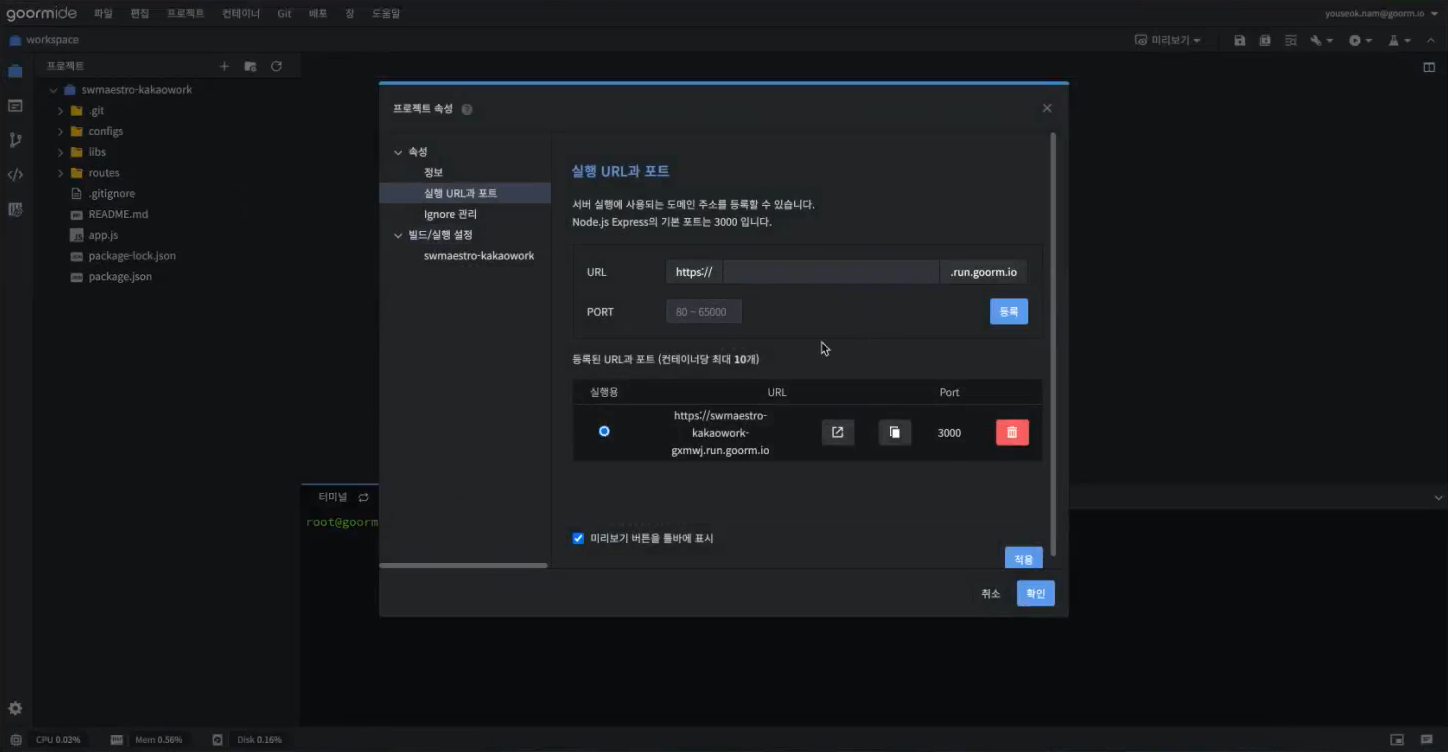 goormide 파일 편집 프로젝트 컨테이너 Git 배포 창 도움말 youseok.nam@goorm.io
workspace 미리보기
프로젝트
swmaestro-kakaowork
.git
configs
libs
routes
.gitignore
README.md
app.js
package-lock.json
package.json
프로젝트 속성
속성
정보
실행 URL과 포트
Ignore 관리
빌드/실행 설정
swmaestro-kakaowork
실행 URL과 포트
서버 실행에 사용되는 도메인 주소를 등록할 수 있습니다.
Node.js Express의 기본 포트는 3000 입니다.
URL https:// .run.goorm.io
PORT 80 ~ 65000 등록
등록된 URL과 포트 (컨테이너당 최대 10개)
실행용 URL Port
https://swmaestro-
kakaowork-
gxmwj.run.goorm.io
3000
미리보기 버튼을 툴바에 표시
적용
취소 확인
터미널
root@goorm
CPU 0.03% Mem 0.56% Disk 0.16%